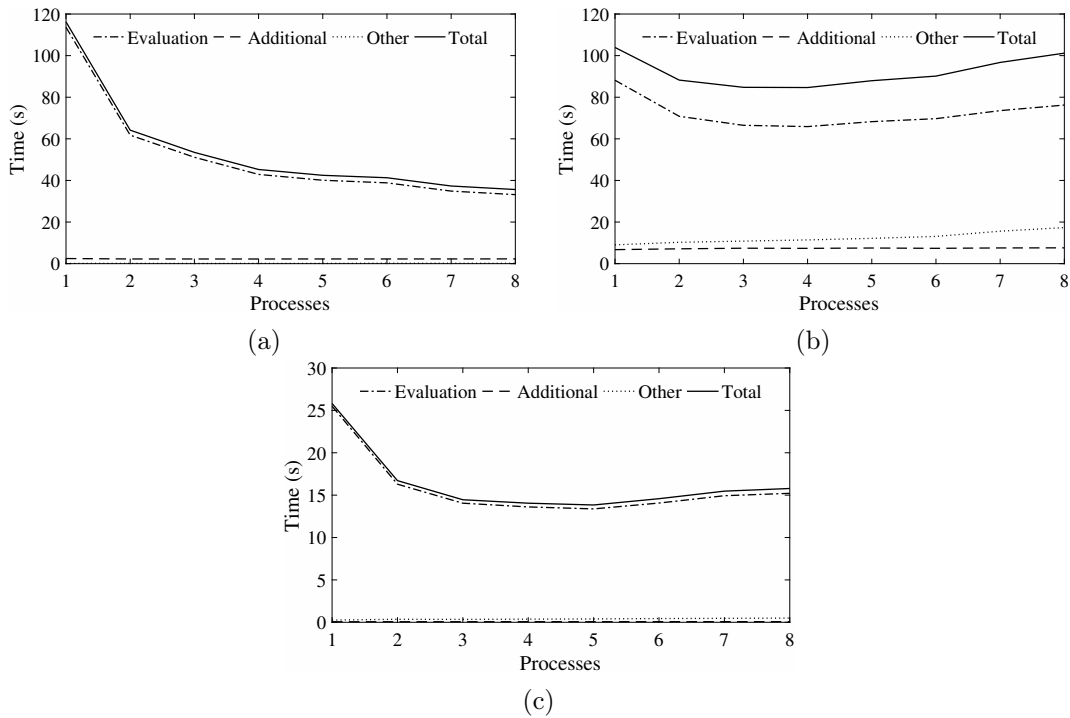 120
100
80
60
40
20
0
Time (s)
Evaluation Additional Other Total
1 2 3 4 5 6 7 8
Processes
(a)
120
100
80
60
40
20
0
Time (s)
Evaluation Additional Other Total
1 2 3 4 5 6 7 8
Processes
(b)
30
25
20
15
10
5
0
Time (s)
Evaluation Additional Other Total
1 2 3 4 5 6 7 8
Processes
(c)